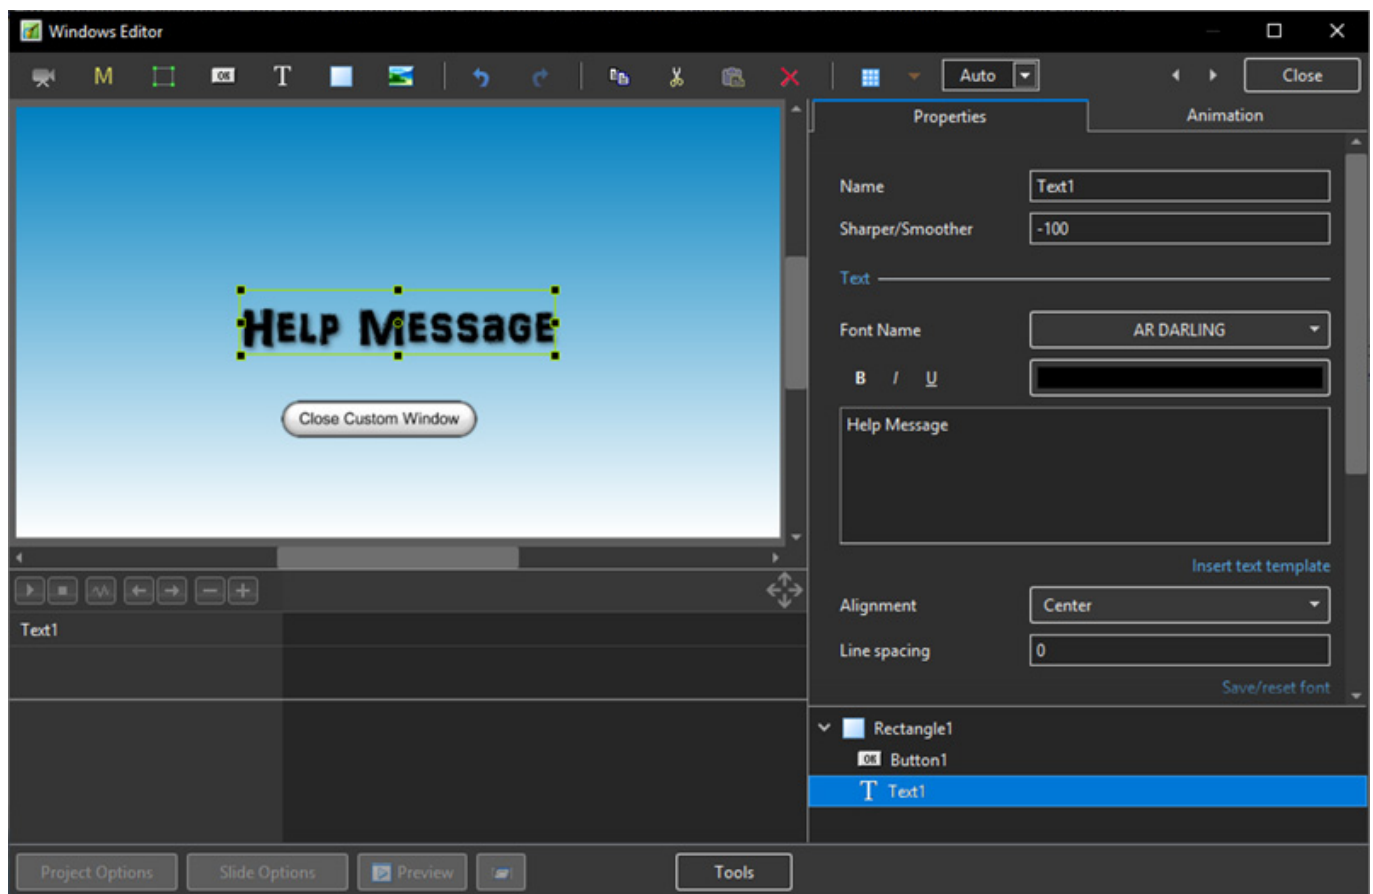 Windows Editor
M OK T Auto Close
Properties Animation
Name Text1
Sharper/Smoother -100
Text
Font Name AR DARLING
B I U
Help Message
Insert text template
Alignment Center
Line spacing 0
Save/reset font
Help Message
Close Custom Window
Text1
Rectangle1
OK Button1
T Text1
Project Options Slide Options Preview Tools